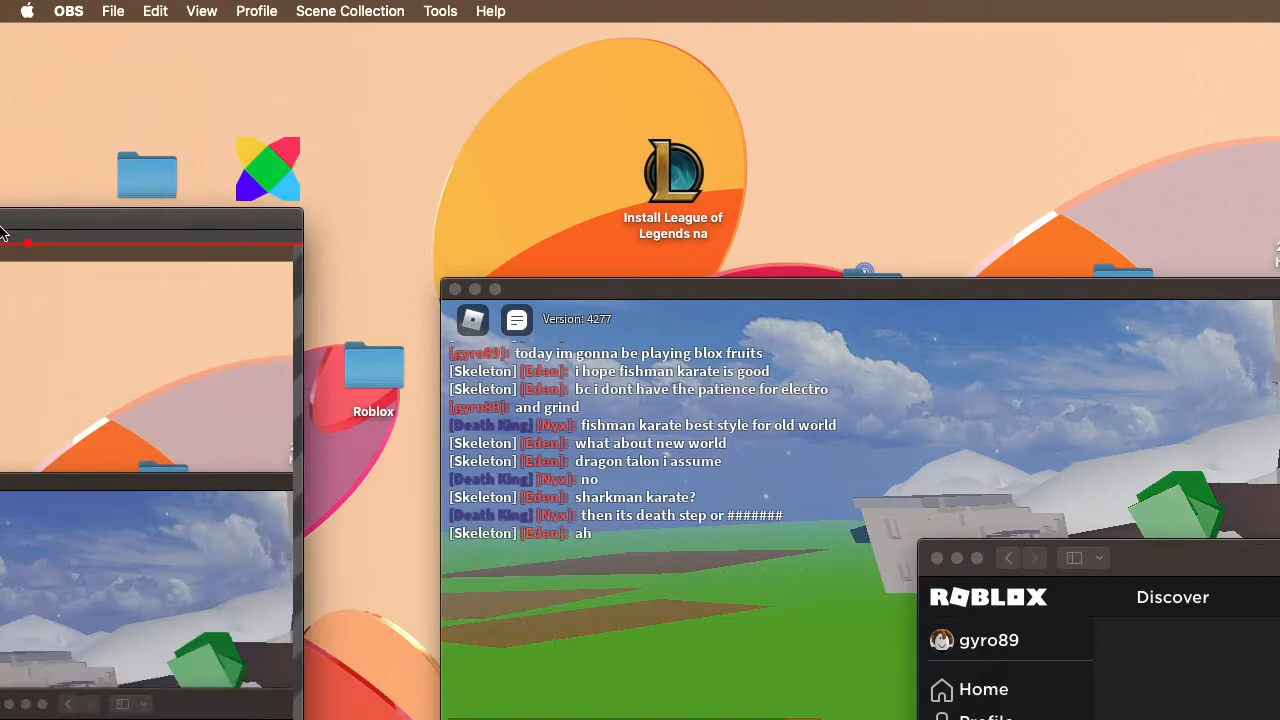 OBS File Edit View Profile Scene Collection Tools Help
Install League of
Legends na
Version: 4277
[gyro89]: today im gonna be playing blox fruits
[Skeleton] [Eden]: i hope fishman karate is good
[Skeleton] [Eden]: bc i dont have the patience for electro
[gyro89]: and grind
[Death King] [Nyx]: fishman karate best style for old world
[Skeleton] [Eden]: what about new world
[Skeleton] [Eden]: dragon talon i assume
[Death King] [Nyx]: no
[Skeleton] [Eden]: sharkman karate?
[Death King] [Nyx]: then its death step or #######
[Skeleton] [Eden]: ah
Roblox
ROBLOX Discover
gyro89
Home
Profile